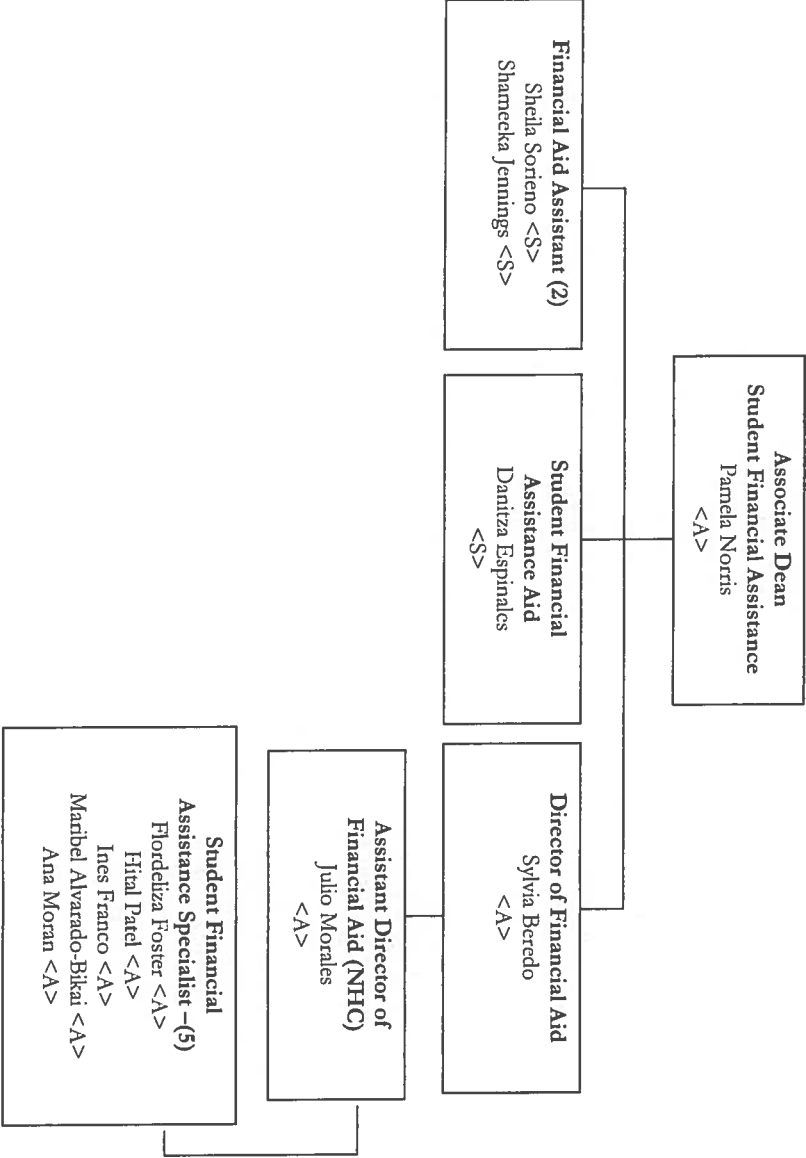 Associate Dean
Student Financial Assistance
Pamela Norris
<A>
Financial Aid Assistant (2)
Sheila Sorieno <S>
Shamecka Jennings <S>
Student Financial
Assistance Aid
Danitza Espinales
<S>
Director of Financial Aid
Sylvia Beredo
<A>
Assistant Director of
Financial Aid (NHC)
Julio Morales
<A>
Student Financial
Assistance Specialist –(5)
Flordeliza Foster <A>
Hital Patel <A>
Ines Franco <A>
Maribel Alvarado-Bikai <A>
Ana Moran <A>